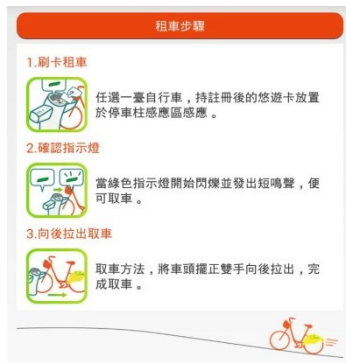 租車步驟
1.刷卡租車
任選一臺自行車，持註冊後的悠遊卡放置
於停車柱感應區感應。
2.確認指示燈
當綠色指示燈開始閃爍並發出短鳴聲，便
可取車。
3.向後拉出取車
取車方法，將車頭擺正雙手向後拉出，完
成取車。